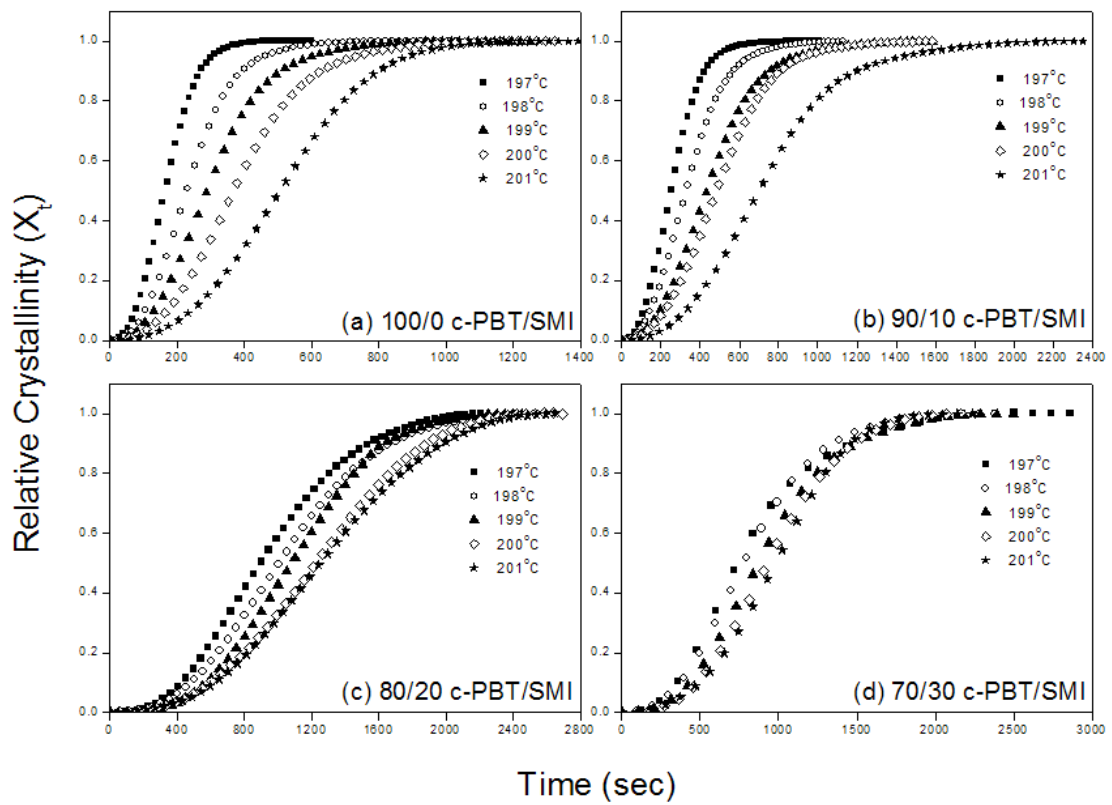 Relative Crystallinity (Xt)
1.0
0.8
0.6
0.4
0.2
0.0
197°C
198°C
199°C
200°C
201°C
(a) 100/0 c-PBT/SMI
0 200 400 600 800 1000 1200 1400
1.0
0.8
0.6
0.4
0.2
0.0
197°C
198°C
199°C
200°C
201°C
(b) 90/10 c-PBT/SMI
0 400 800 1200 1600 2000 2400
1.0
0.8
0.6
0.4
0.2
0.0
197°C
198°C
199°C
200°C
201°C
(c) 80/20 c-PBT/SMI
0 400 800 1200 1600 2000 2400 2800
1.0
0.8
0.6
0.4
0.2
0.0
197°C
198°C
199°C
200°C
201°C
(d) 70/30 c-PBT/SMI
0 500 1000 1500 2000 2500 3000
Time (sec)